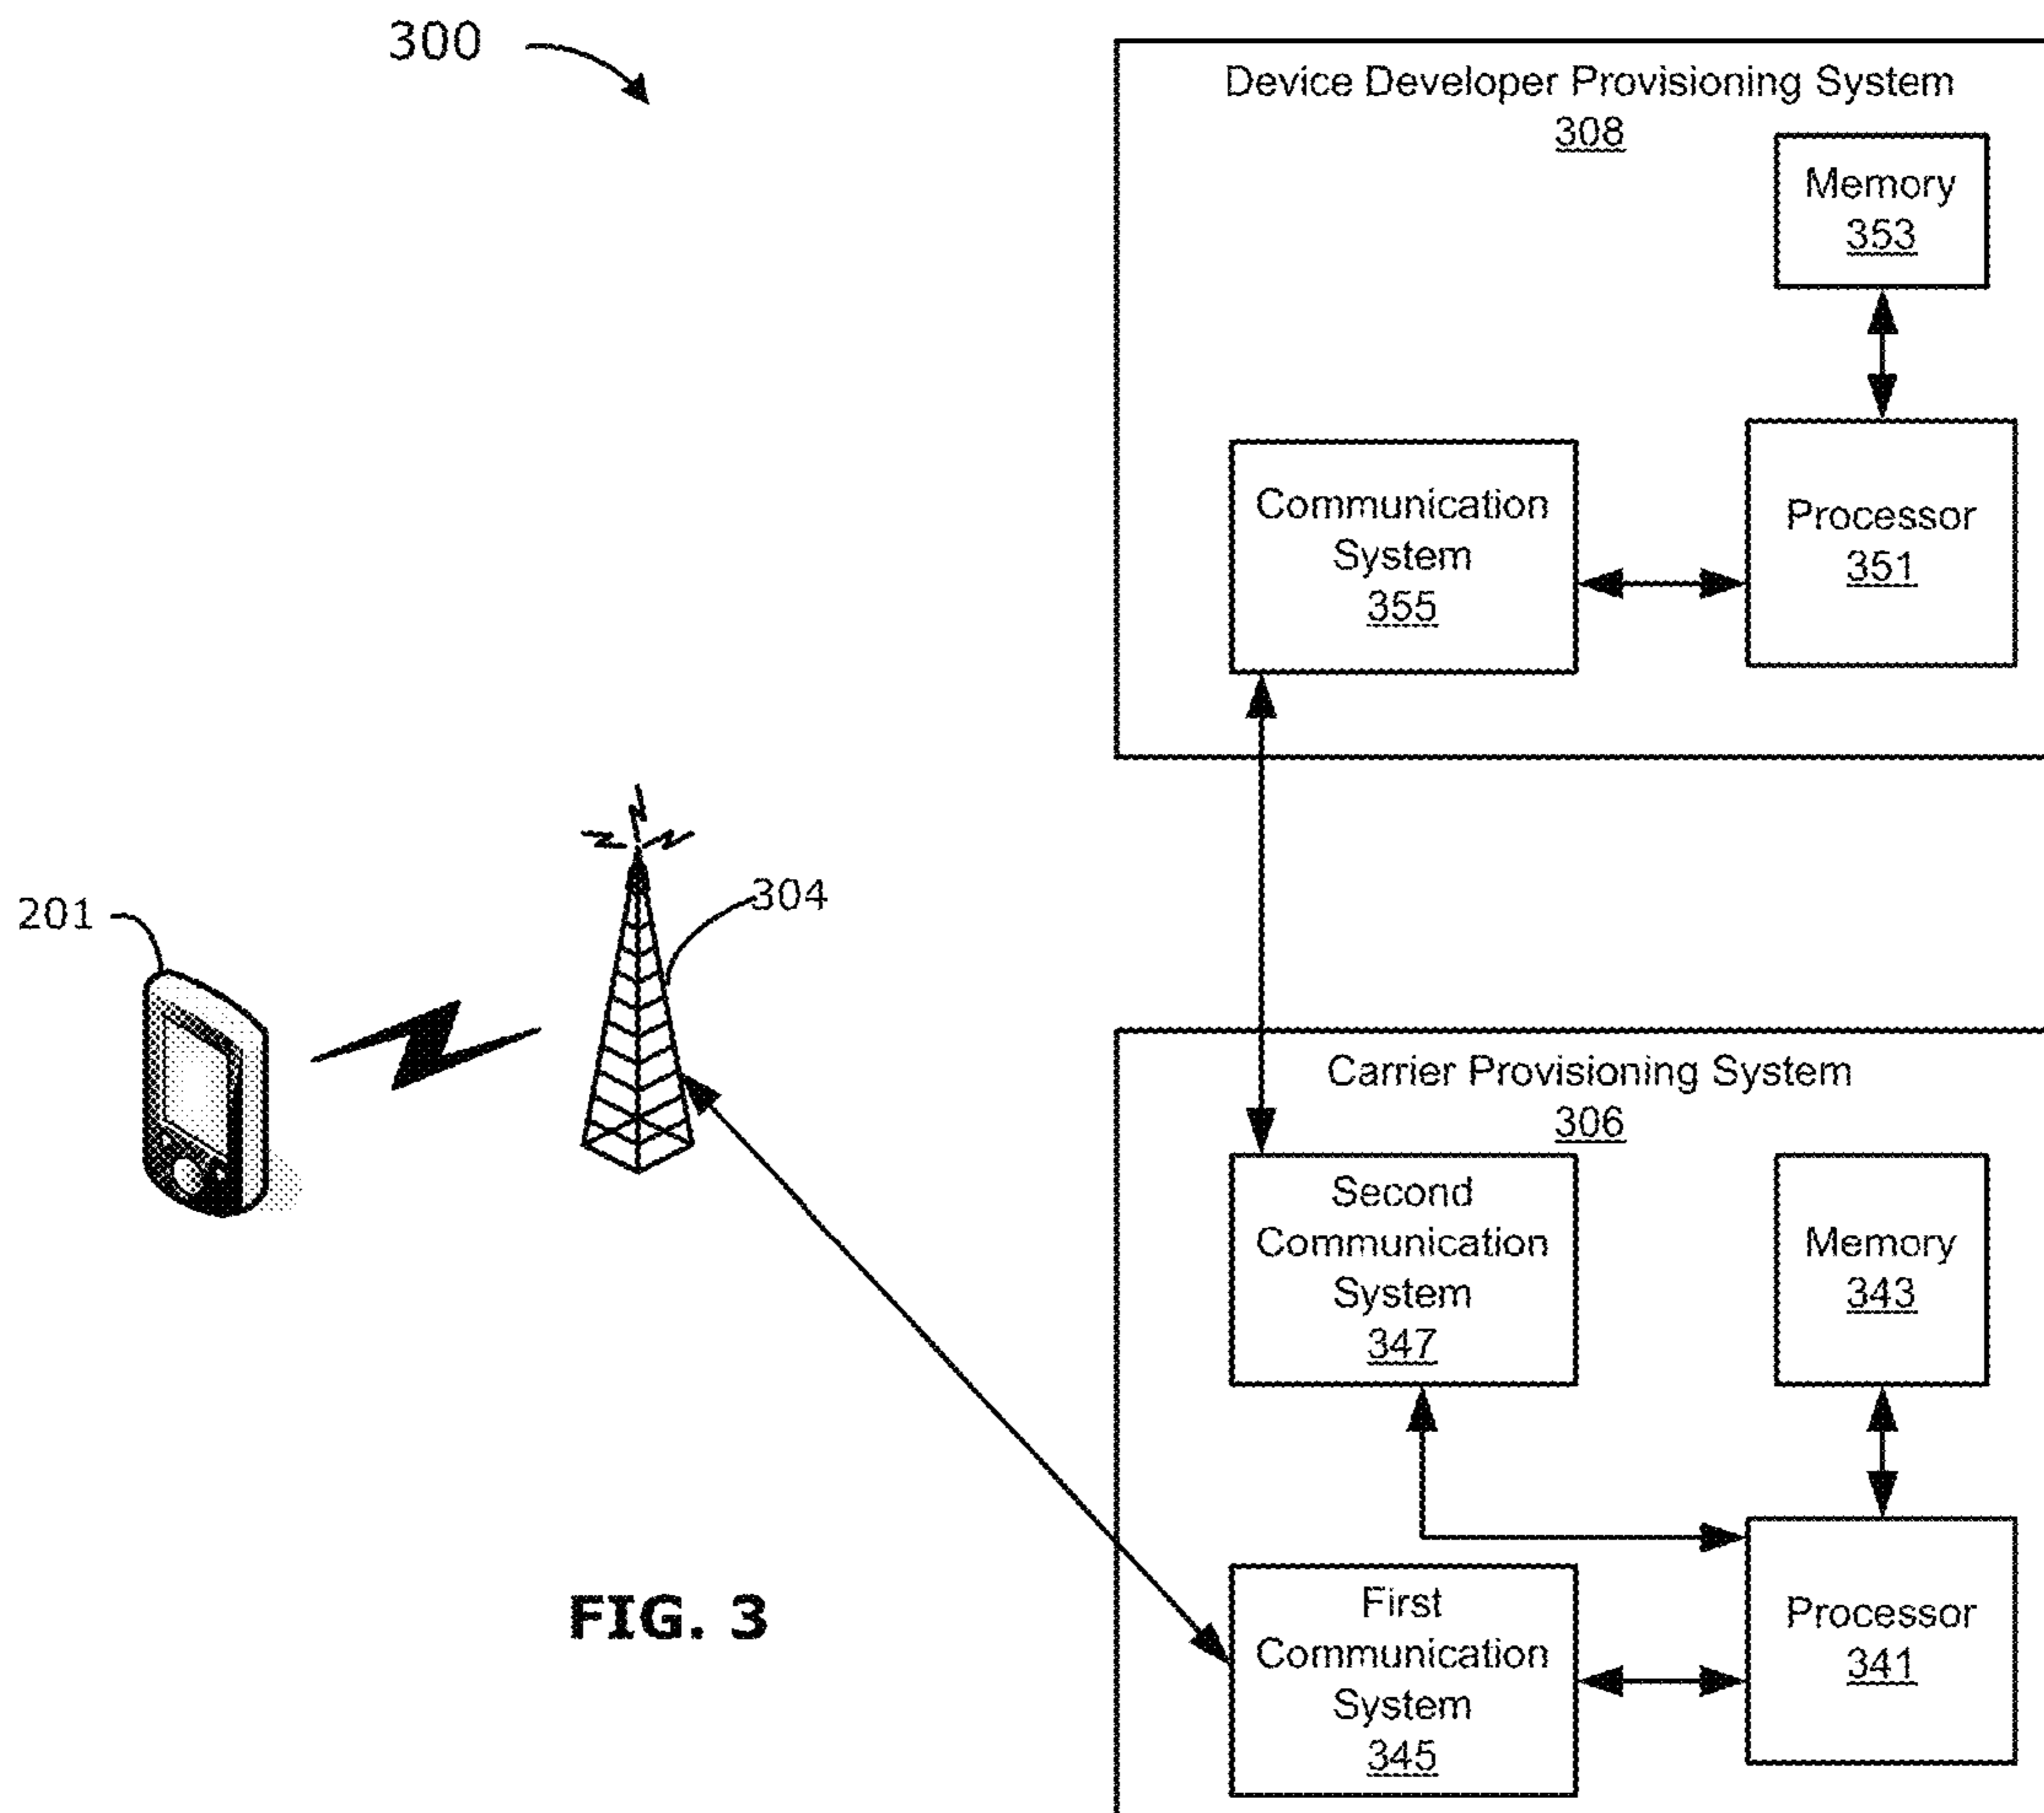 300
Device Developer Provisioning System
308
Memory
353
Communication
System
355
Processor
351
201
304
Carrier Provisioning System
306
Second
Communication
System
347
Memory
343
First
Communication
System
345
Processor
341
FIG. 3